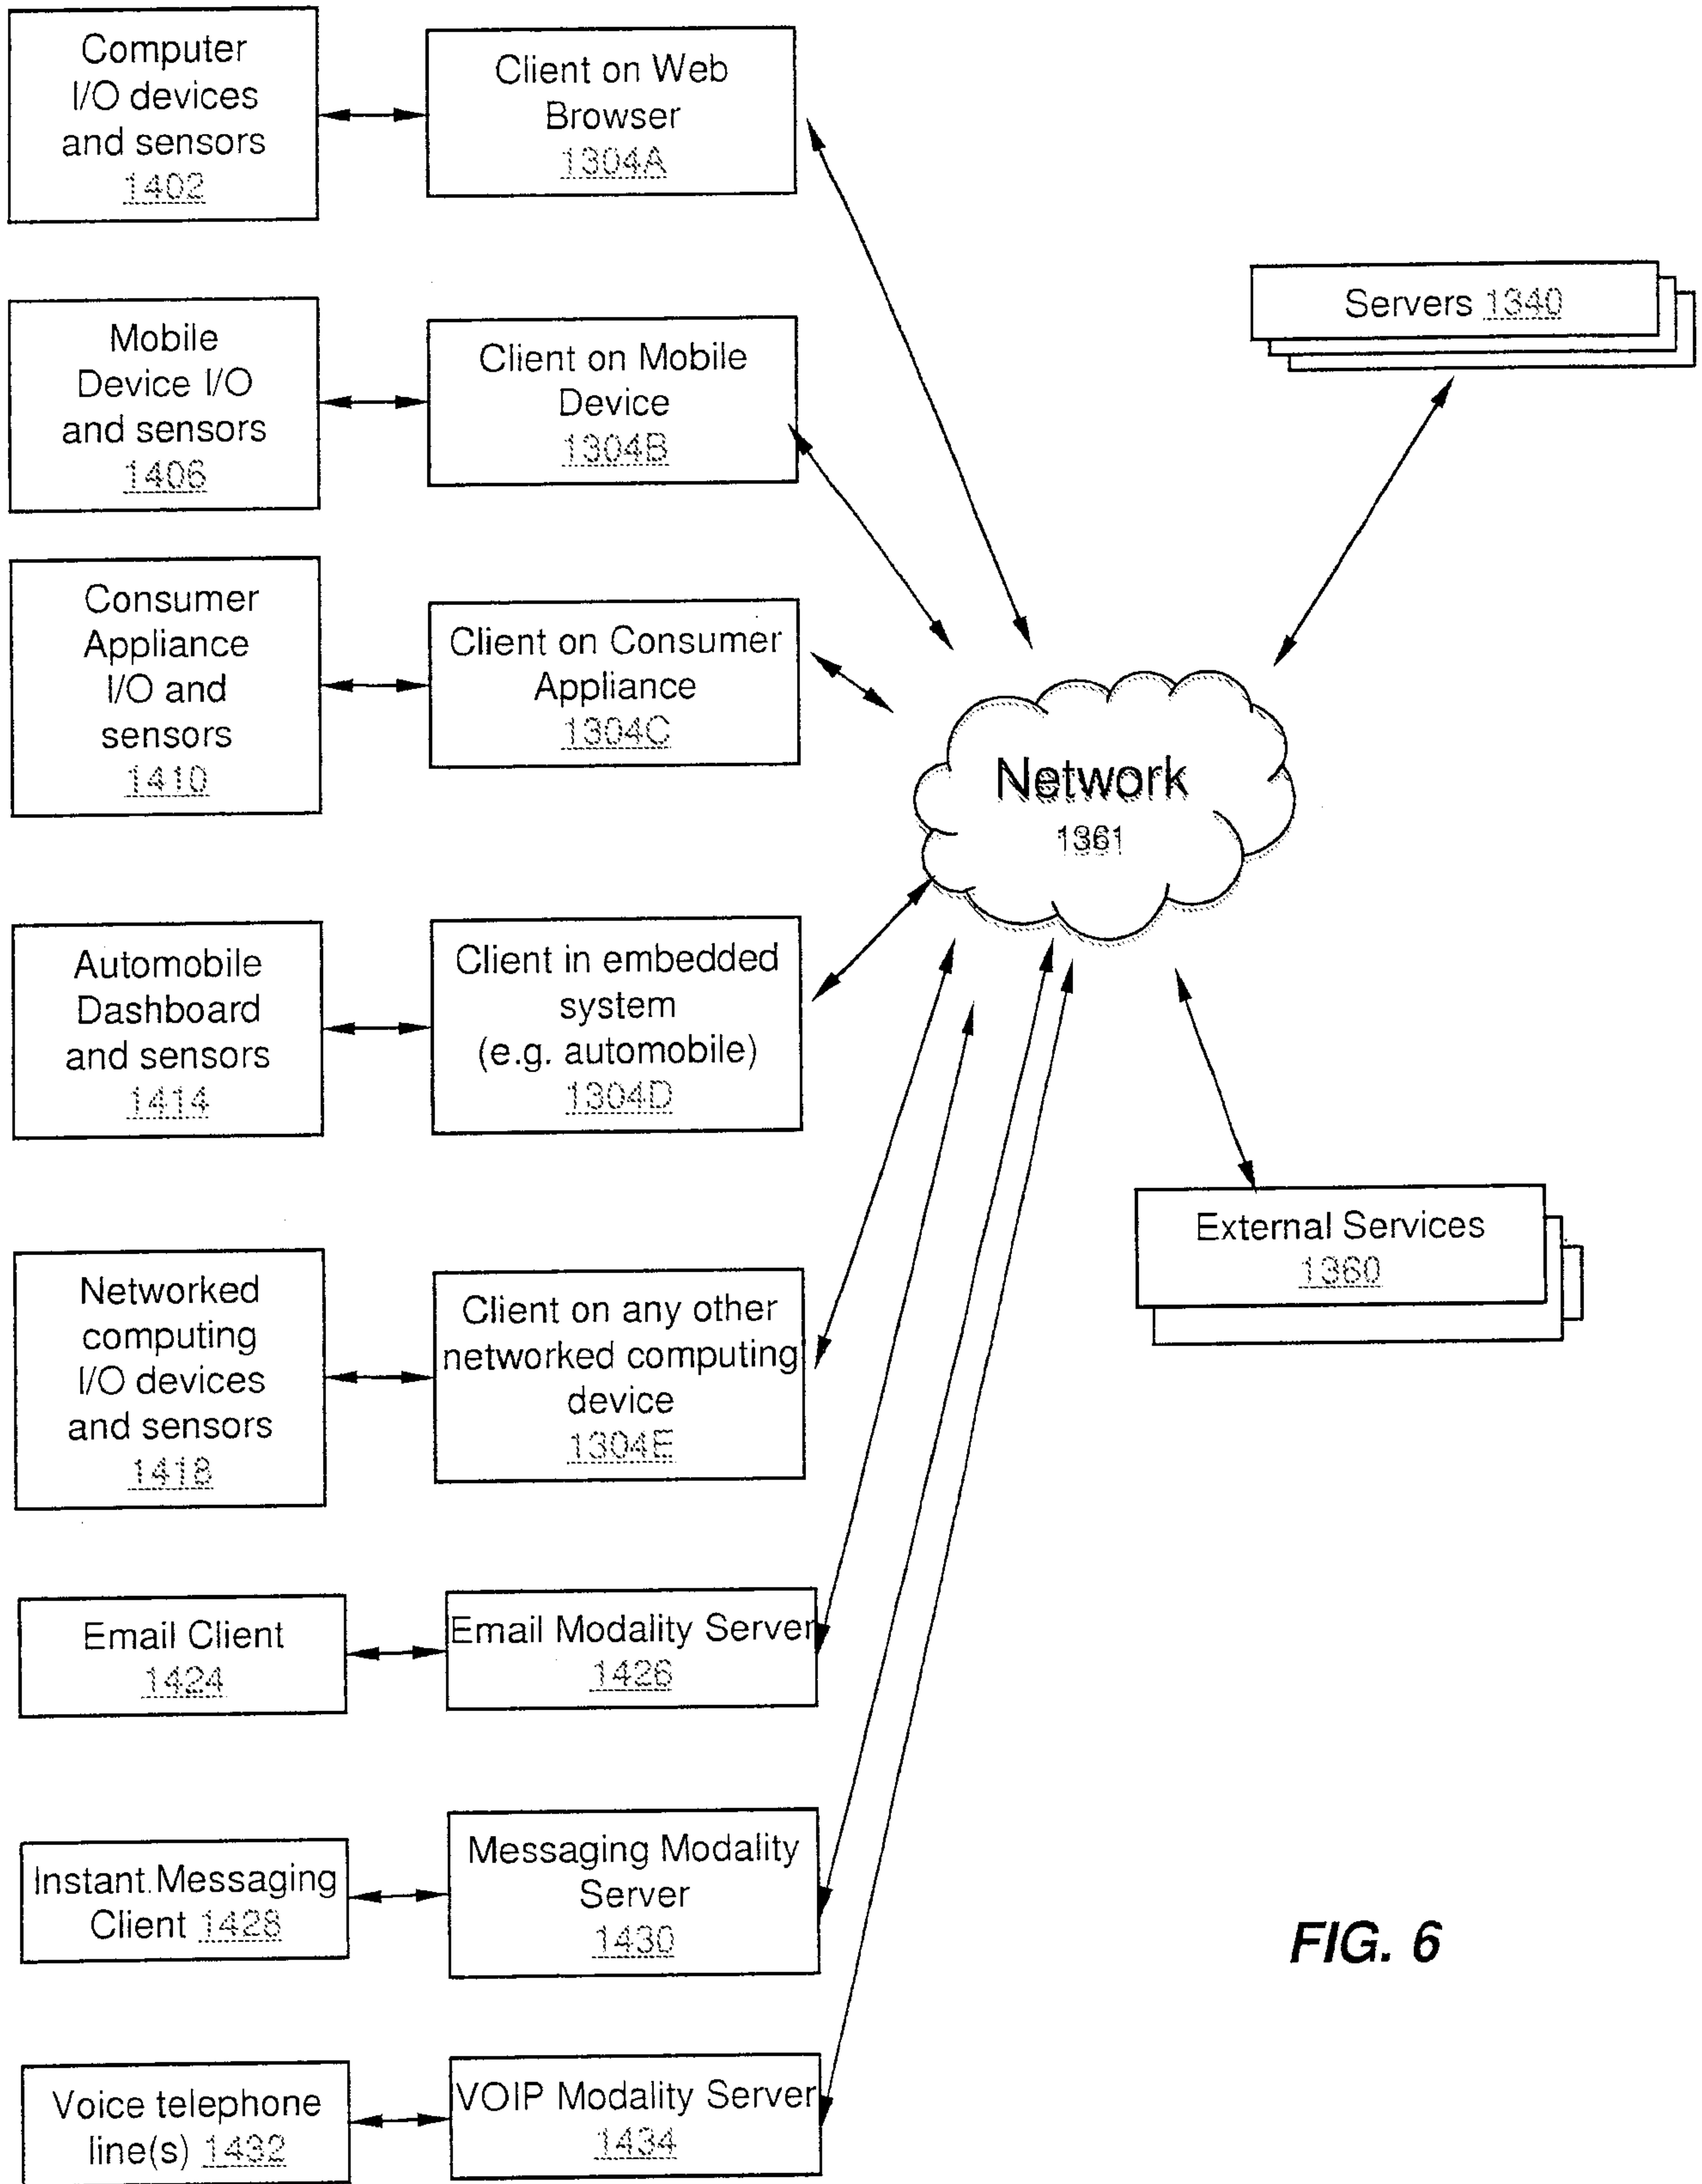 Computer
I/O devices
and sensors
1402
Client on Web
Browser
1304A
Servers 1340
Mobile
Device I/O
and sensors
1406
Client on Mobile
Device
1304B
Consumer
Appliance
I/O and
sensors
1410
Client on Consumer
Appliance
1304C
Network
1361
Automobile
Dashboard
and sensors
1414
Client in embedded
system
(e.g. automobile)
1304D
External Services
1360
Networked
computing
I/O devices
and sensors
1418
Client on any other
networked computing
device
1304E
Email Client
1424
Email Modality Server
1426
Instant Messaging
Client 1428
Messaging Modality
Server
1430
FIG. 6
Voice telephone
line(s) 1432
VOIP Modality Server
1434